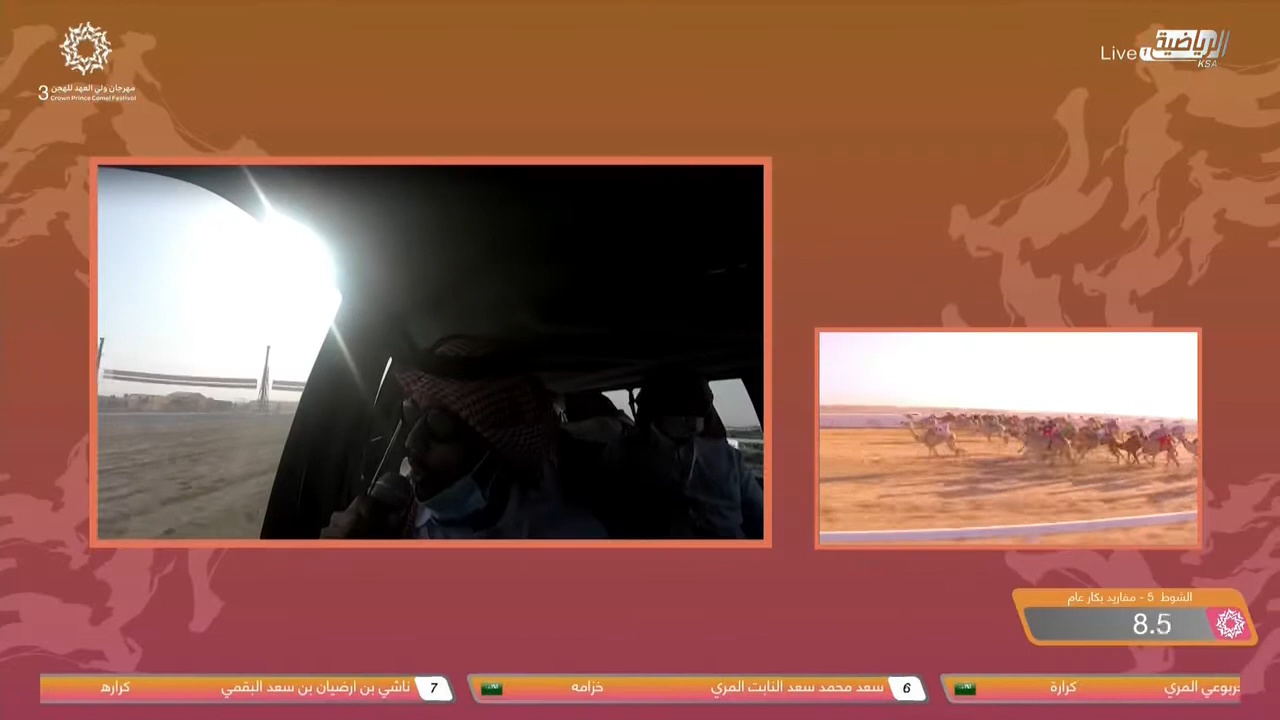 مهرجان ولي العهد للهجن
Crown Prince Camel Festival
3
Live
الرياضية
KSA
الشوط 5 - مفاريد بكار عام
8.5
كرارة
6 سعد محمد سعد النابت المري خزامه
7 ناشي بن ارضيان بن سعد البقمي كراره